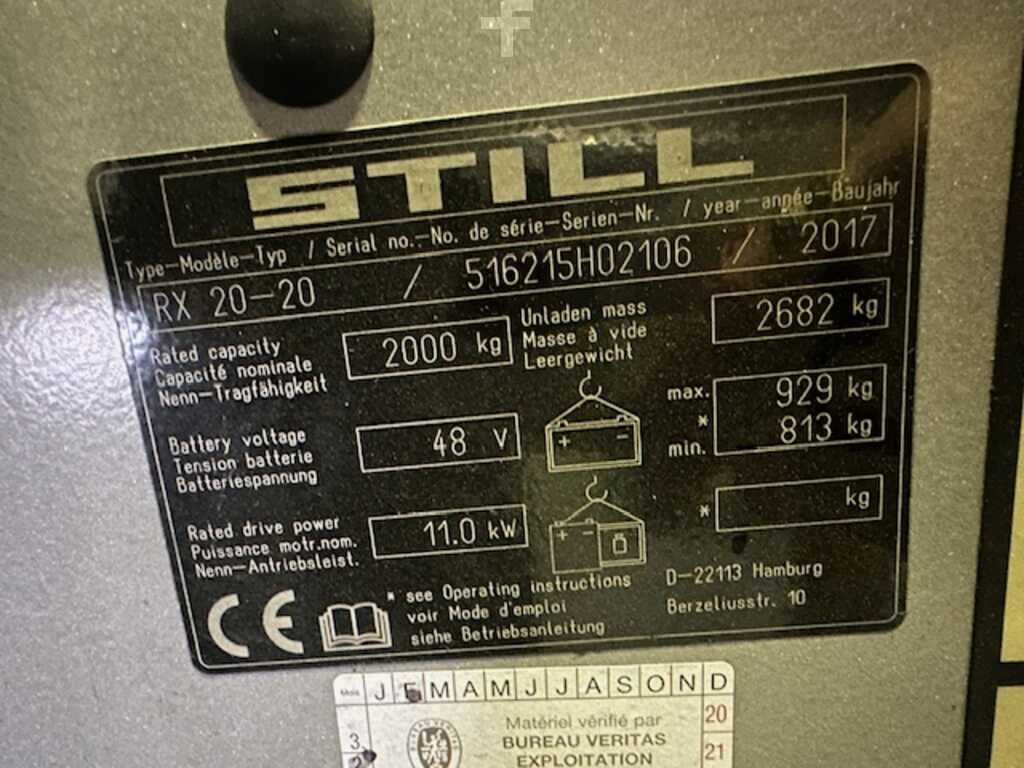 STILL
Type-Modèle-Typ / Serial no.-No. de série-Serien-Nr. / year-année-Baujahr
RX 20-20 / 516215H02106 / 2017
Rated capacity
Capacité nominale
Nenn-Tragfähigkeit
2000 kg
Unladen mass
Masse à vide
Leergewicht
2682 kg
Battery voltage
Tension batterie
Batteriespannung
48 V
+ -
max. 929 kg
*
min. 813 kg
Rated drive power
Puissance motr.nom.
Nenn-Antriebsleist.
11.0 kW
+ -
* kg
CE
* see Operating instructions
voir Mode d'emploi
siehe Betriebsanleitung
D-22113 Hamburg
Berzeliusstr. 10
Mois J F M A M J J A S O N D
3
2
BUREAU VERITAS
Matériel vérifié par
BUREAU VERITAS
EXPLOITATION
20
21